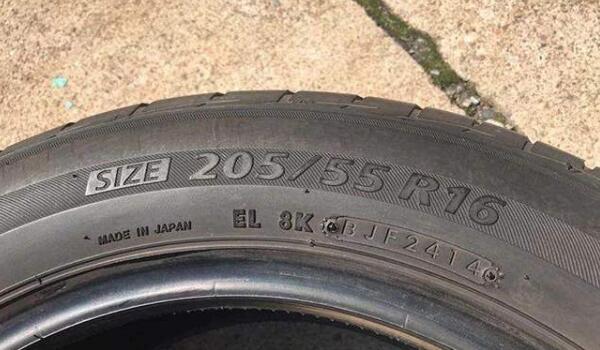 SIZE 205/55 R16
MADE IN JAPAN EL 8K BJF2414